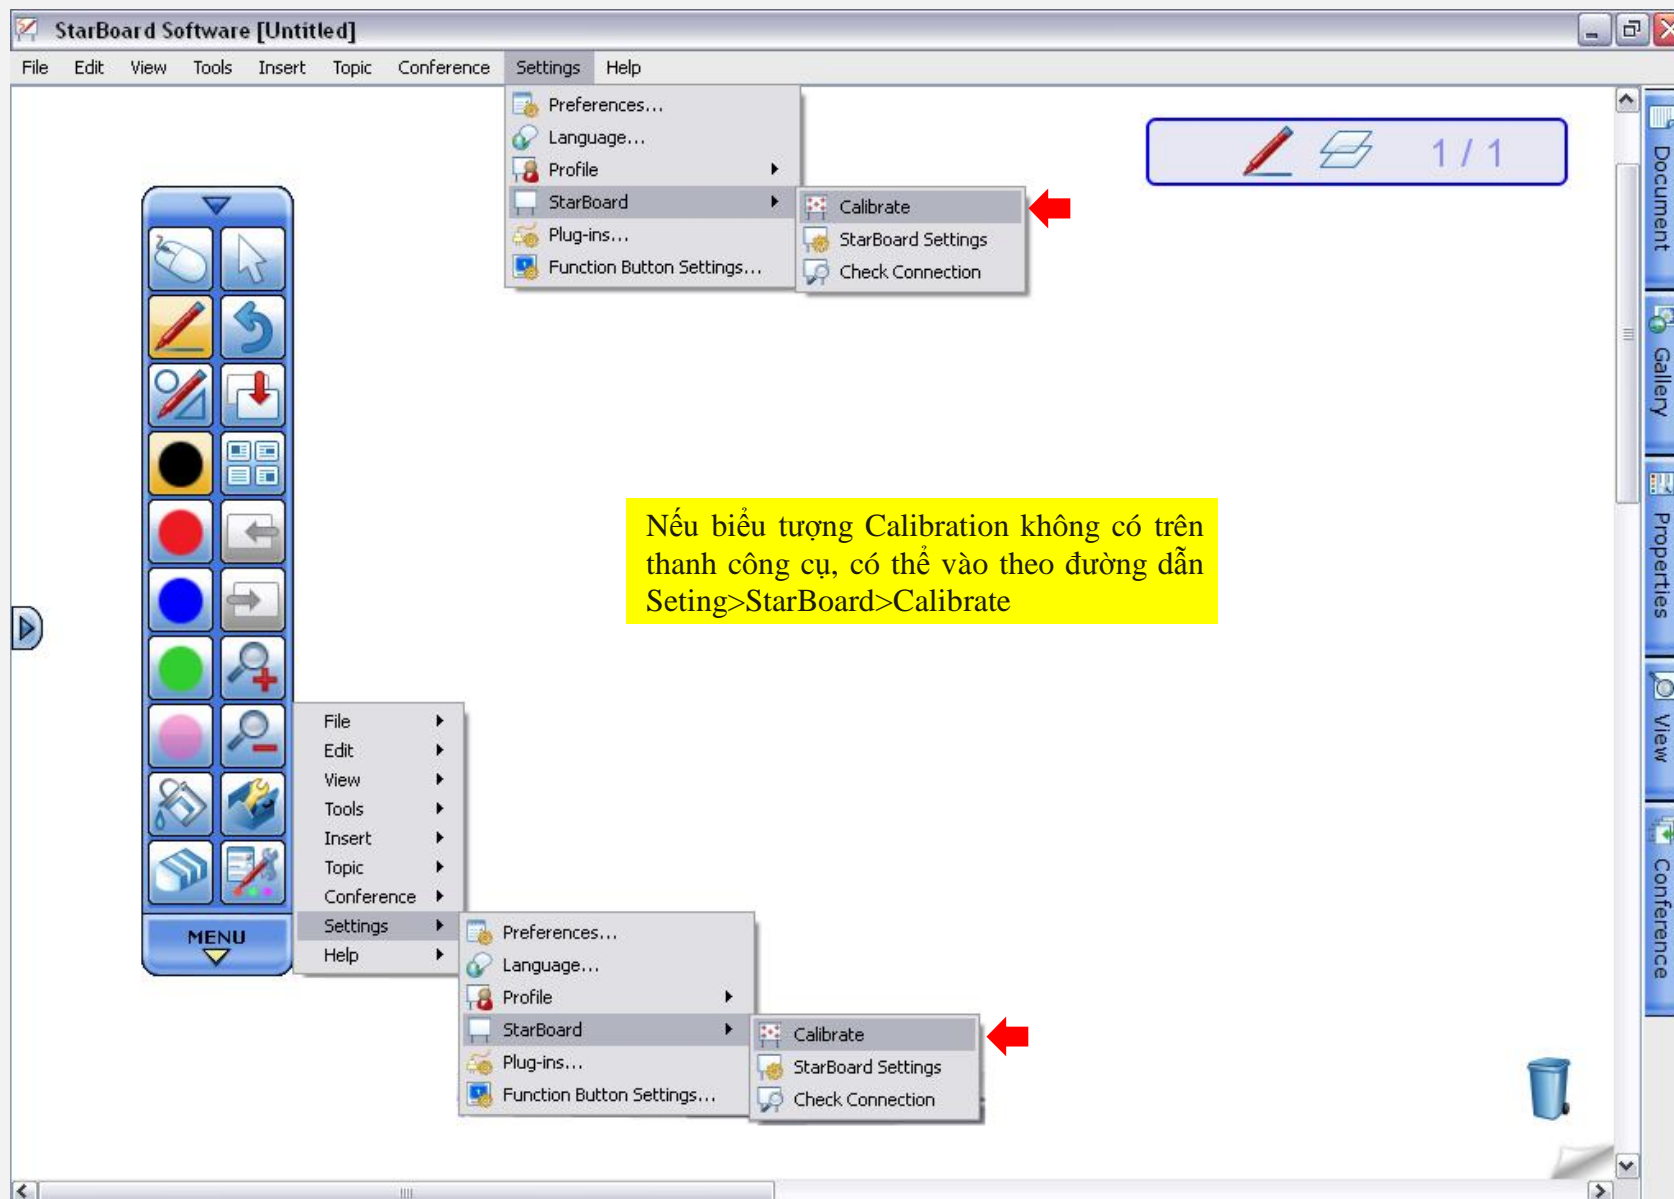 StarBoard Software [Untitled]
File Edit View Tools Insert Topic Conference Settings Help
Preferences...
Language...
Profile
StarBoard
Plug-ins...
Function Button Settings...
Calibrate
StarBoard Settings
Check Connection
1 / 1
Document
Gallery
Properties
View
Conference
Nếu biểu tượng Calibration không có trên
thanh công cụ, có thể vào theo đường dẫn
Seting>StarBoard>Calibrate
MENU
File
Edit
View
Tools
Insert
Topic
Conference
Settings
Help
Preferences...
Language...
Profile
StarBoard
Plug-ins...
Function Button Settings...
Calibrate
StarBoard Settings
Check Connection